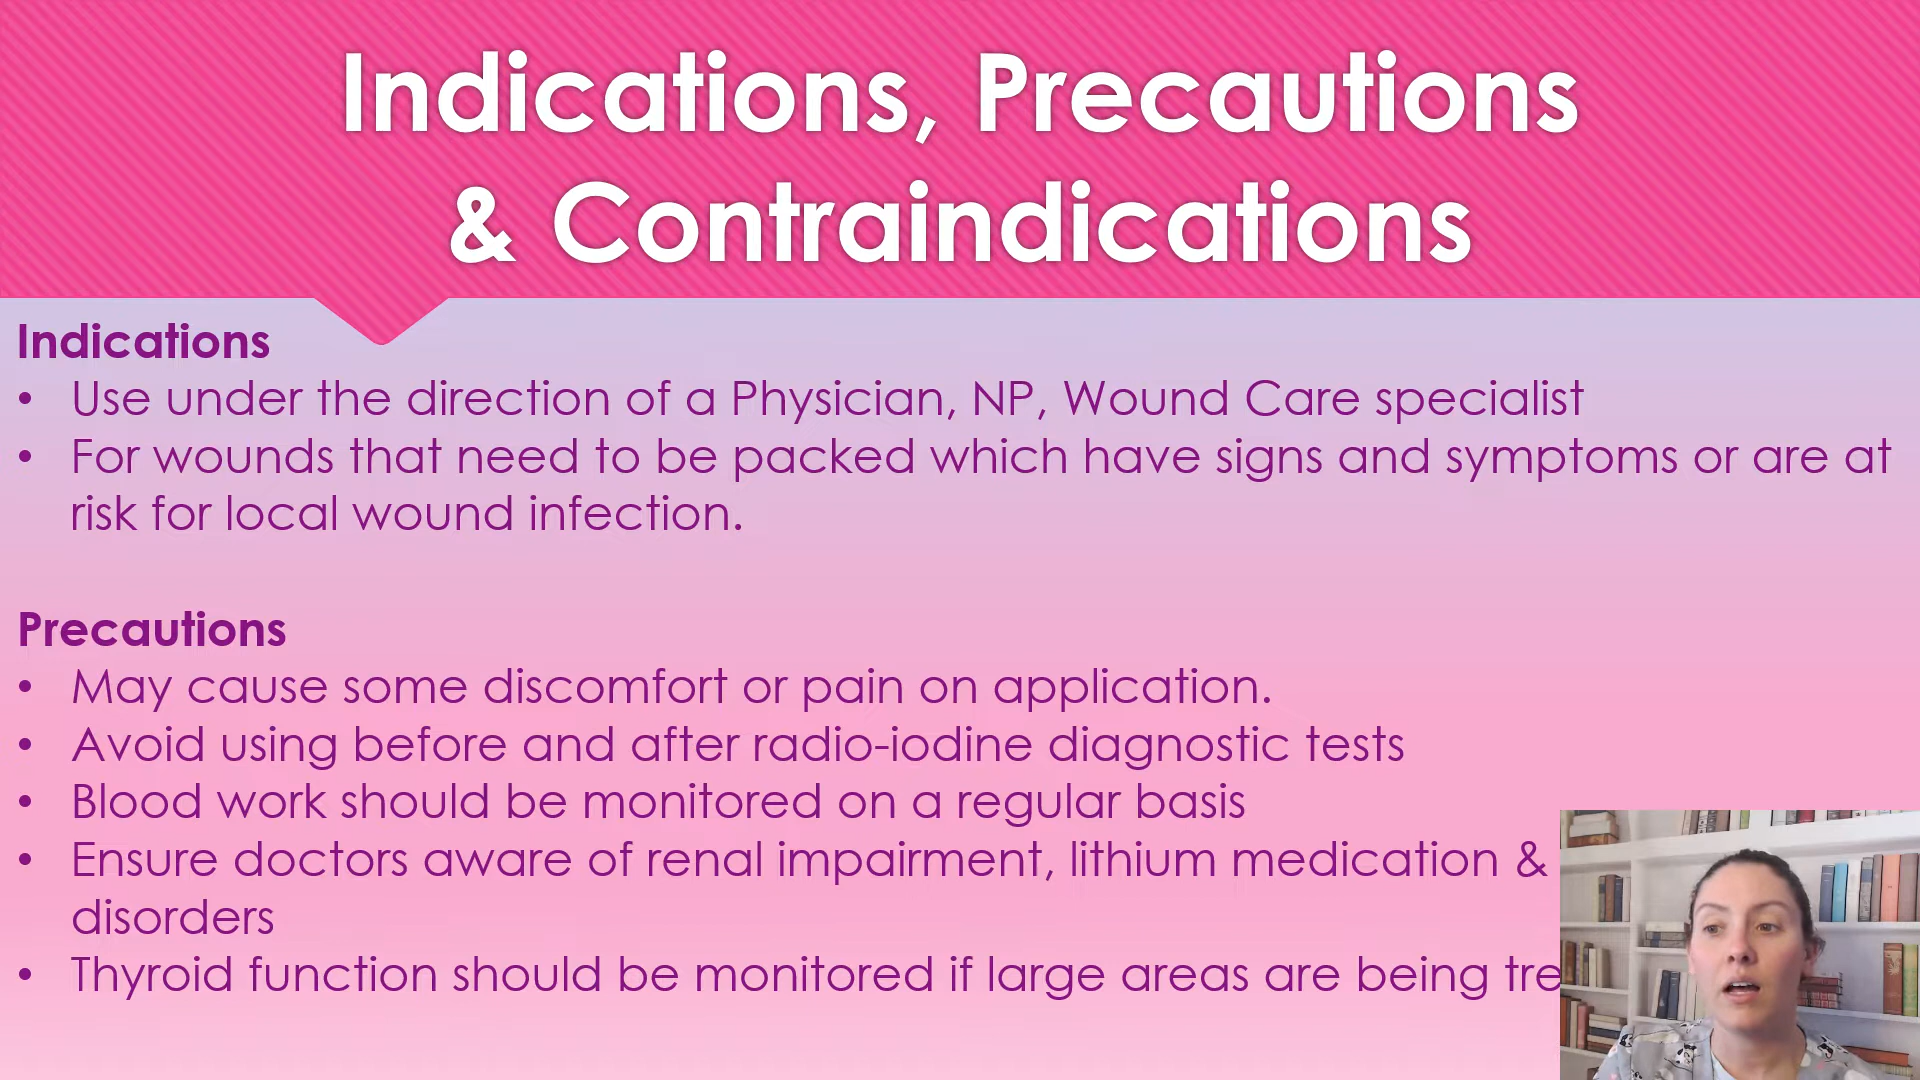 Indications, Precautions
& Contraindications
Indications
• Use under the direction of a Physician, NP, Wound Care specialist
• For wounds that need to be packed which have signs and symptoms or are at
risk for local wound infection.
Precautions
• May cause some discomfort or pain on application.
• Avoid using before and after radio-iodine diagnostic tests
• Blood work should be monitored on a regular basis
• Ensure doctors aware of renal impairment, lithium medication &
disorders
• Thyroid function should be monitored if large areas are being